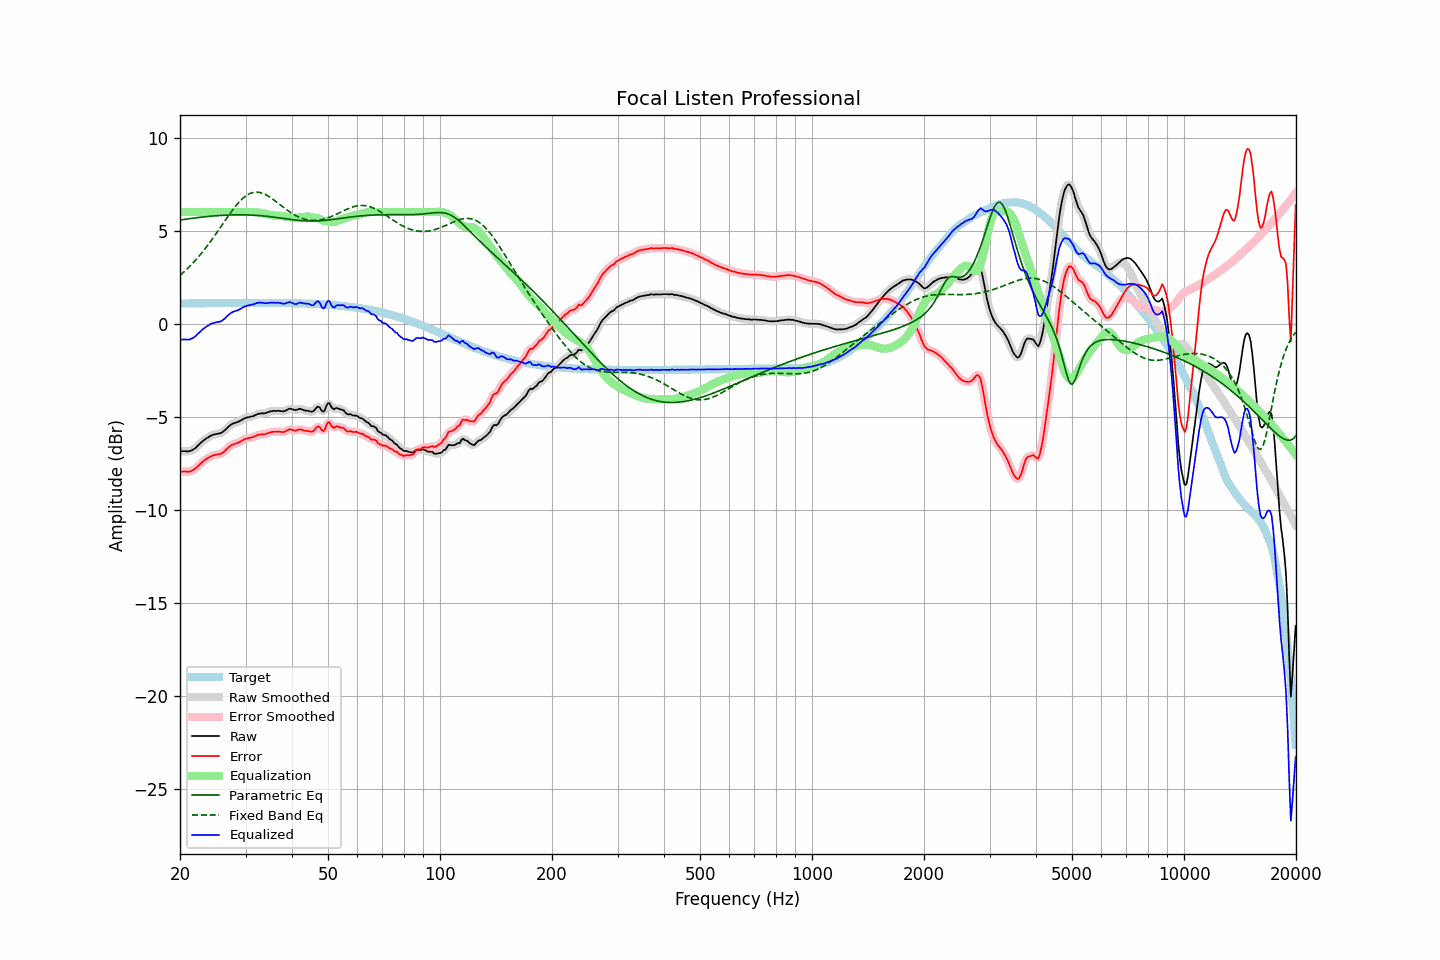 Focal Listen Professional
Amplitude (dBr)
10
5
0
−5
−10
−15
−20
−25
Target
Raw Smoothed
Error Smoothed
Raw
Error
Equalization
Parametric Eq
Fixed Band Eq
Equalized
20 50 100 200 500 1000 2000 5000 10000 20000
Frequency (Hz)